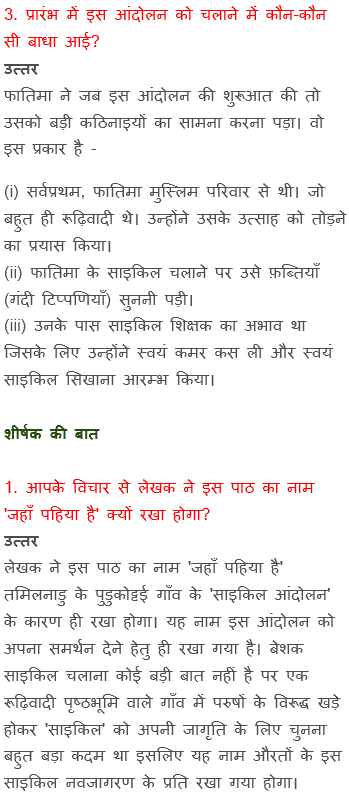 3. प्रारंभ में इस आंदोलन को चलाने में कौन-कौन
सी बाधा आई?
उत्तर
फातिमा ने जब इस आंदोलन की शुरूआत की तो
उसको बड़ी कठिनाइयों का सामना करना पड़ा। वो
इस प्रकार है -
(i) सर्वप्रथम, फातिमा मुस्लिम परिवार से थी। जो
बहुत ही रूढ़िवादी थे। उन्होंने उसके उत्साह को तोड़ने
का प्रयास किया।
(ii) फातिमा के साइकिल चलाने पर उसे फ़ब्तियाँ
(गंदी टिप्पणियाँ) सुननी पड़ी।
(iii) उनके पास साइकिल शिक्षक का अभाव था
जिसके लिए उन्होंने स्वयं कमर कस ली और स्वयं
साइकिल सिखाना आरम्भ किया।
शीर्षक की बात
1. आपके विचार से लेखक ने इस पाठ का नाम
'जहाँ पहिया है' क्यों रखा होगा?
उत्तर
लेखक ने इस पाठ का नाम 'जहाँ पहिया है'
तमिलनाडु के पुडुकोट्टई गाँव के 'साइकिल आंदोलन'
के कारण ही रखा होगा। यह नाम इस आंदोलन को
अपना समर्थन देने हेतु ही रखा गया है। बेशक
साइकिल चलाना कोई बड़ी बात नहीं है पर एक
रूढ़िवादी पृष्ठभूमि वाले गाँव में परुषों के विरूद्ध खड़े
होकर 'साइकिल' को अपनी जागृति के लिए चुनना
बहुत बड़ा कदम था इसलिए यह नाम औरतों के इस
साइकिल नवजागरण के प्रति रखा गया होगा।